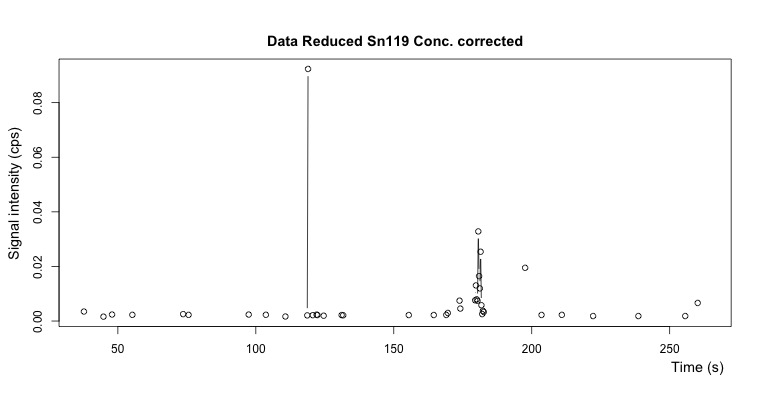 Data Reduced Sn119 Conc. corrected
Signal intensity (cps)
0.08
0.06
0.04
0.02
0.00
50 100 150 200 250
Time (s)